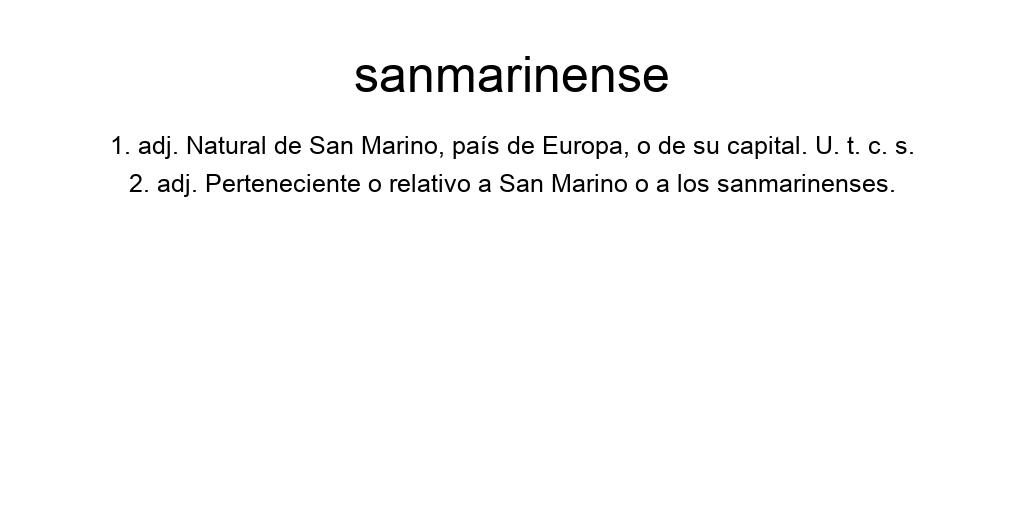 sanmarinense
1. adj. Natural de San Marino, país de Europa, o de su capital. U. t. c. s.
2. adj. Perteneciente o relativo a San Marino o a los sanmarinenses.